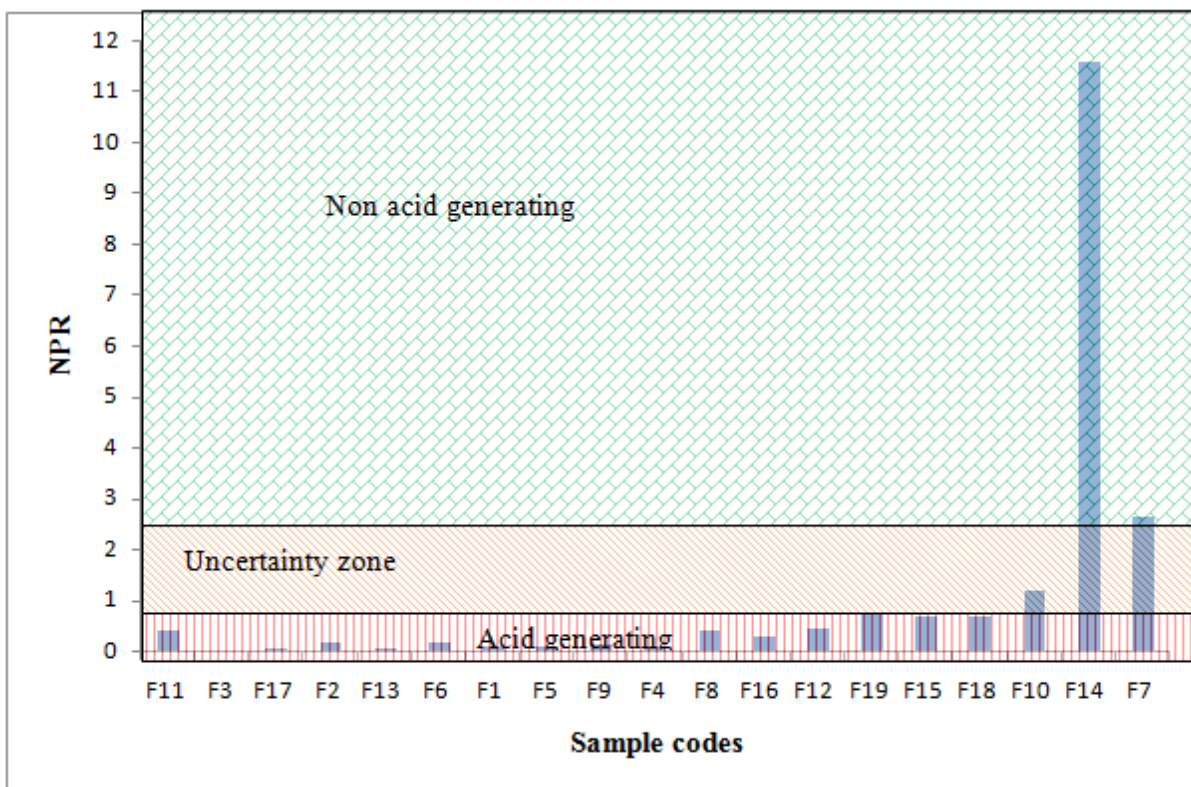 12
11
10
9
Non acid generating
8
7
NPR
6
5
4
3
2
Uncertainty zone
1
Acid generating
0
F11 F3 F17 F2 F13 F6 F1 F5 F9 F4 F8 F16 F12 F19 F15 F18 F10 F14 F7
Sample codes